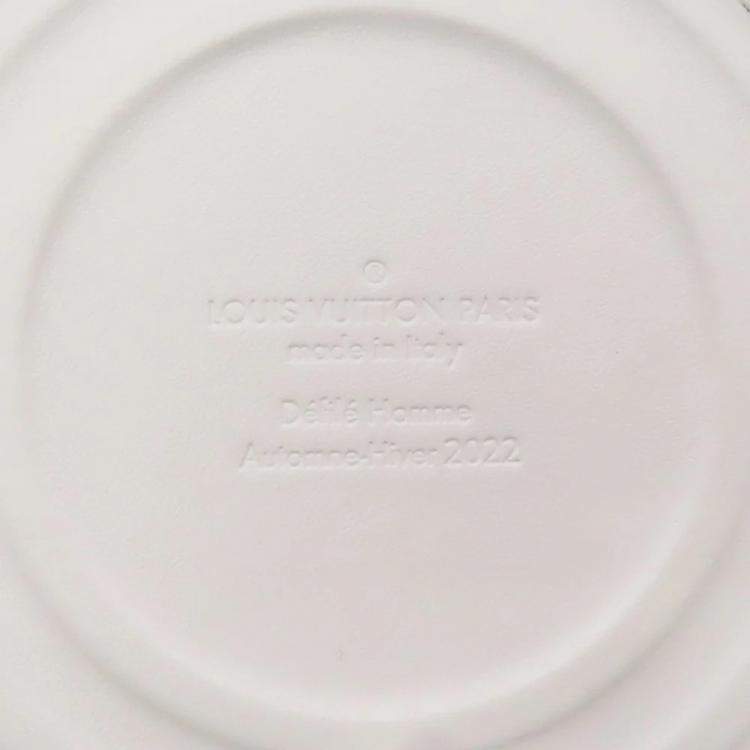 LOUIS VUITTON PARIS
made in Italy
Défilé Homme
Automne-Hiver 2022